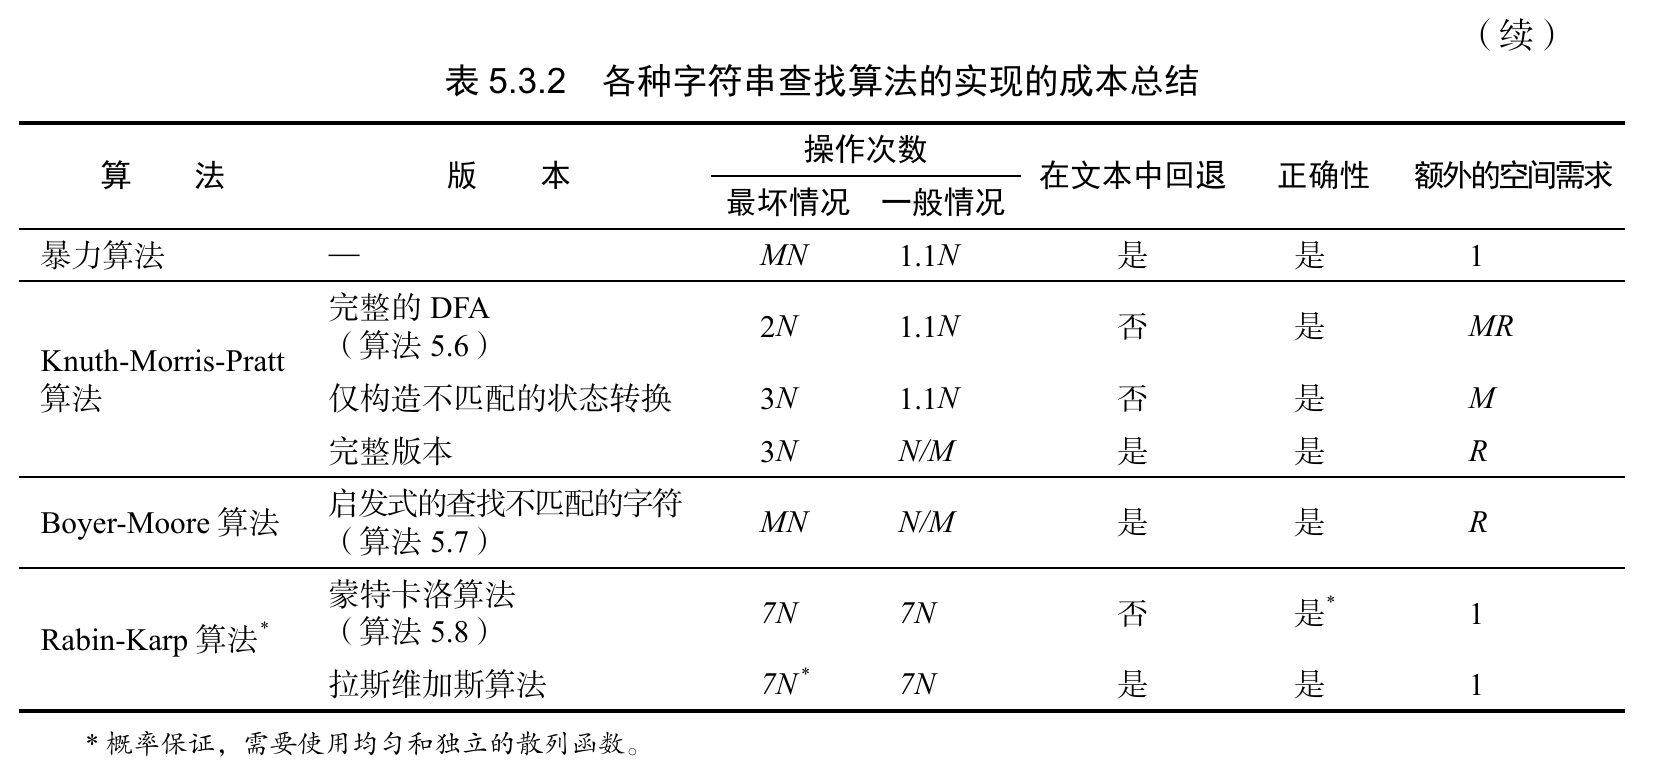 （续）
表 5.3.2 各种字符串查找算法的实现的成本总结
算 法 版 本 操作次数 在文本中回退 正确性 额外的空间需求
最坏情况 一般情况
暴力算法 — MN 1.1N 是 是 1
Knuth-Morris-Pratt
算法
完整的 DFA
（算法 5.6） 2N 1.1N 否 是 MR
仅构造不匹配的状态转换 3N 1.1N 否 是 M
完整版本 3N N/M 是 是 R
Boyer-Moore 算法 启发式的查找不匹配的字符
（算法 5.7） MN N/M 是 是 R
Rabin-Karp 算法*
蒙特卡洛算法
（算法 5.8） 7N 7N 否 是* 1
拉斯维加斯算法 7N* 7N 是 是 1
* 概率保证，需要使用均匀和独立的散列函数。